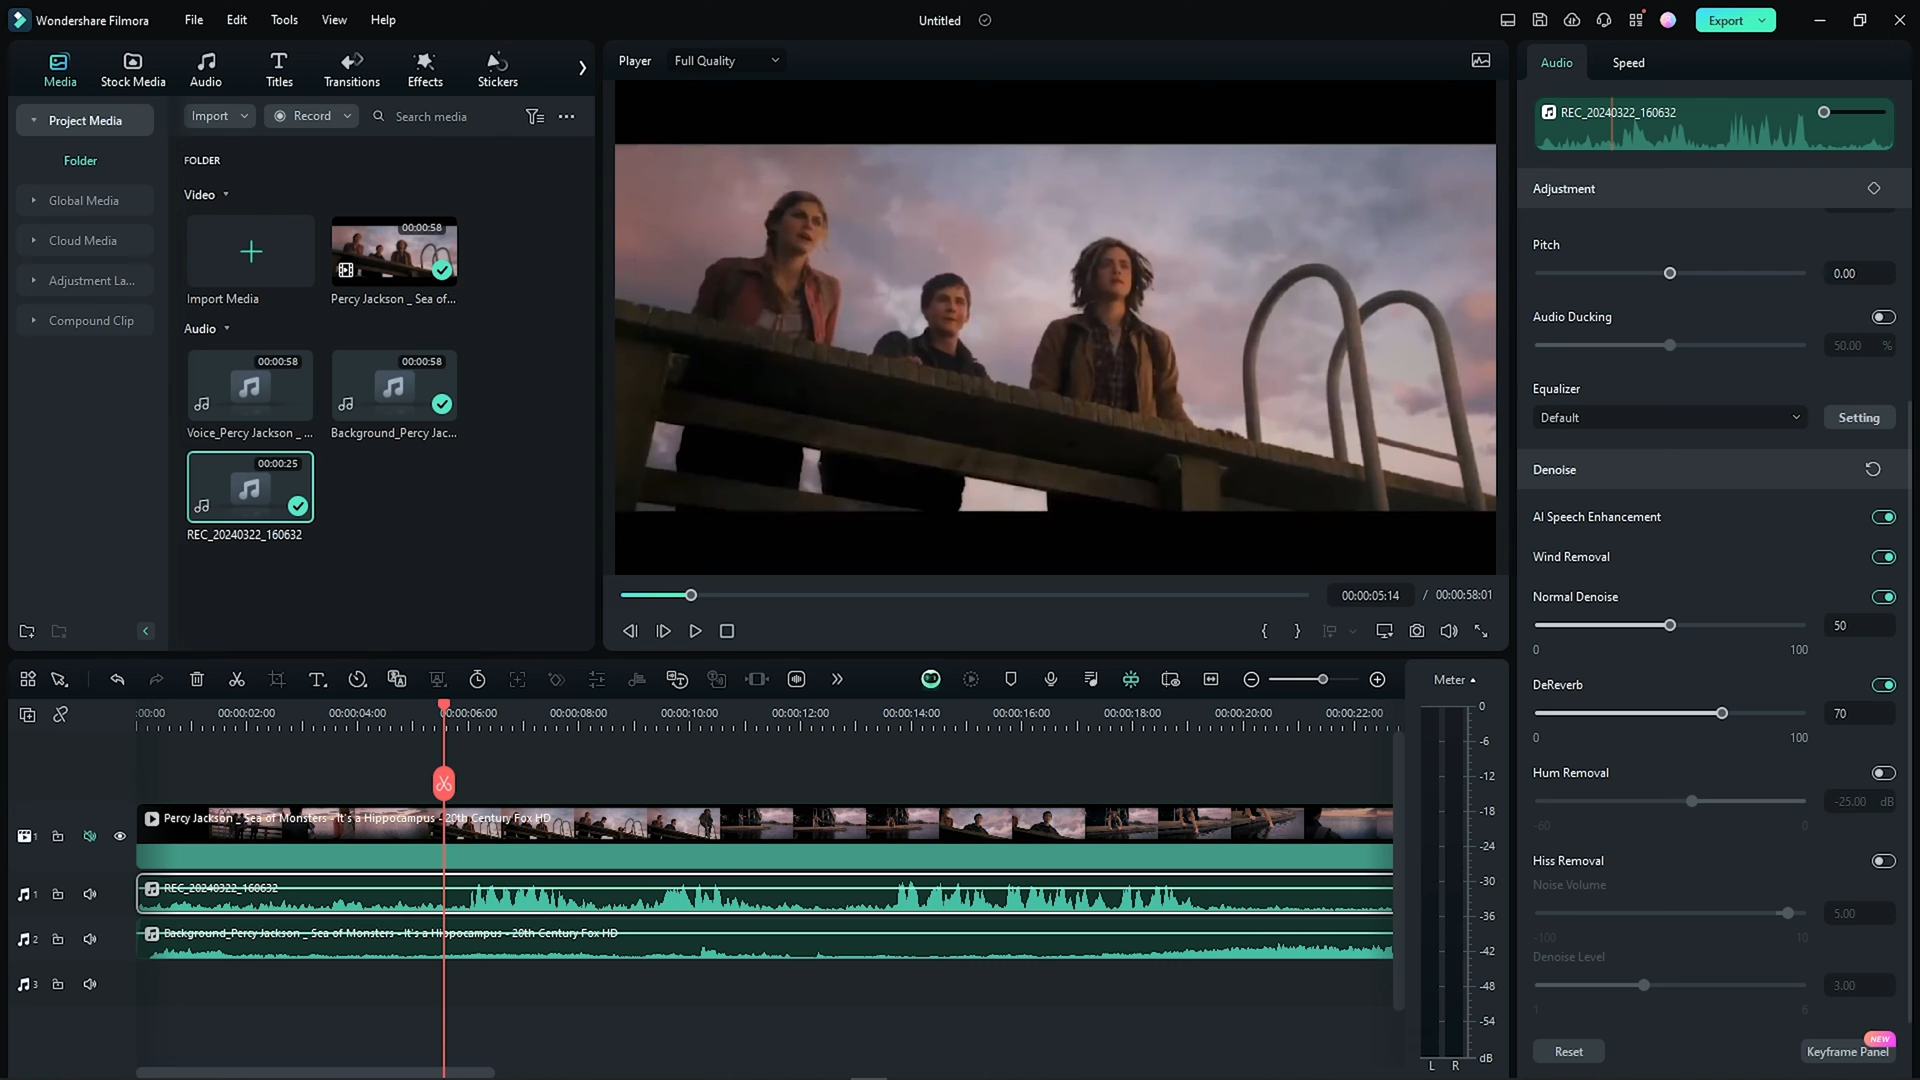 Wondershare Filmora File Edit Tools View Help Untitled Export
Media Stock Media Audio Titles Transitions Effects Stickers
Player Full Quality
Audio Speed
Project Media
Folder
Global Media
Cloud Media
Adjustment La...
Compound Clip
Import Record Search media
FOLDER
Video
00:00:58
Import Media Percy Jackson _ Sea of...
Audio
00:00:58 00:00:58
Voice_Percy Jackson _ ... Background_Percy Jac...
00:00:25
REC_20240322_160632
00:00:05:14 / 00:00:58:01
REC_20240322_160632
Adjustment
Pitch
0.00
Audio Ducking
50.00 %
Equalizer
Default Setting
Denoise
AI Speech Enhancement
Wind Removal
Normal Denoise
50
0 100
DeReverb
70
0 100
Hum Removal
-25.00 dB
-60 0
Hiss Removal
Noise Volume
5.00
-100 10
Denoise Level
3.00
1 6
NEW
Reset Keyframe Panel
Meter
:00:00 00:00:02:00 00:00:04:00 00:00:06:00 00:00:08:00 00:00:10:00 00:00:12:00 00:00:14:00 00:00:16:00 00:00:18:00 00:00:20:00 00:00:22:00
1 Percy Jackson _ Sea of Monsters - It's a Hippocampus - 20th Century Fox HD
1 REC_20240322_160632
2 Background_Percy Jackson _ Sea of Monsters - It's a Hippocampus - 20th Century Fox HD
3
0
-6
-12
-18
-24
-30
-36
-42
-48
-54
dB
L R